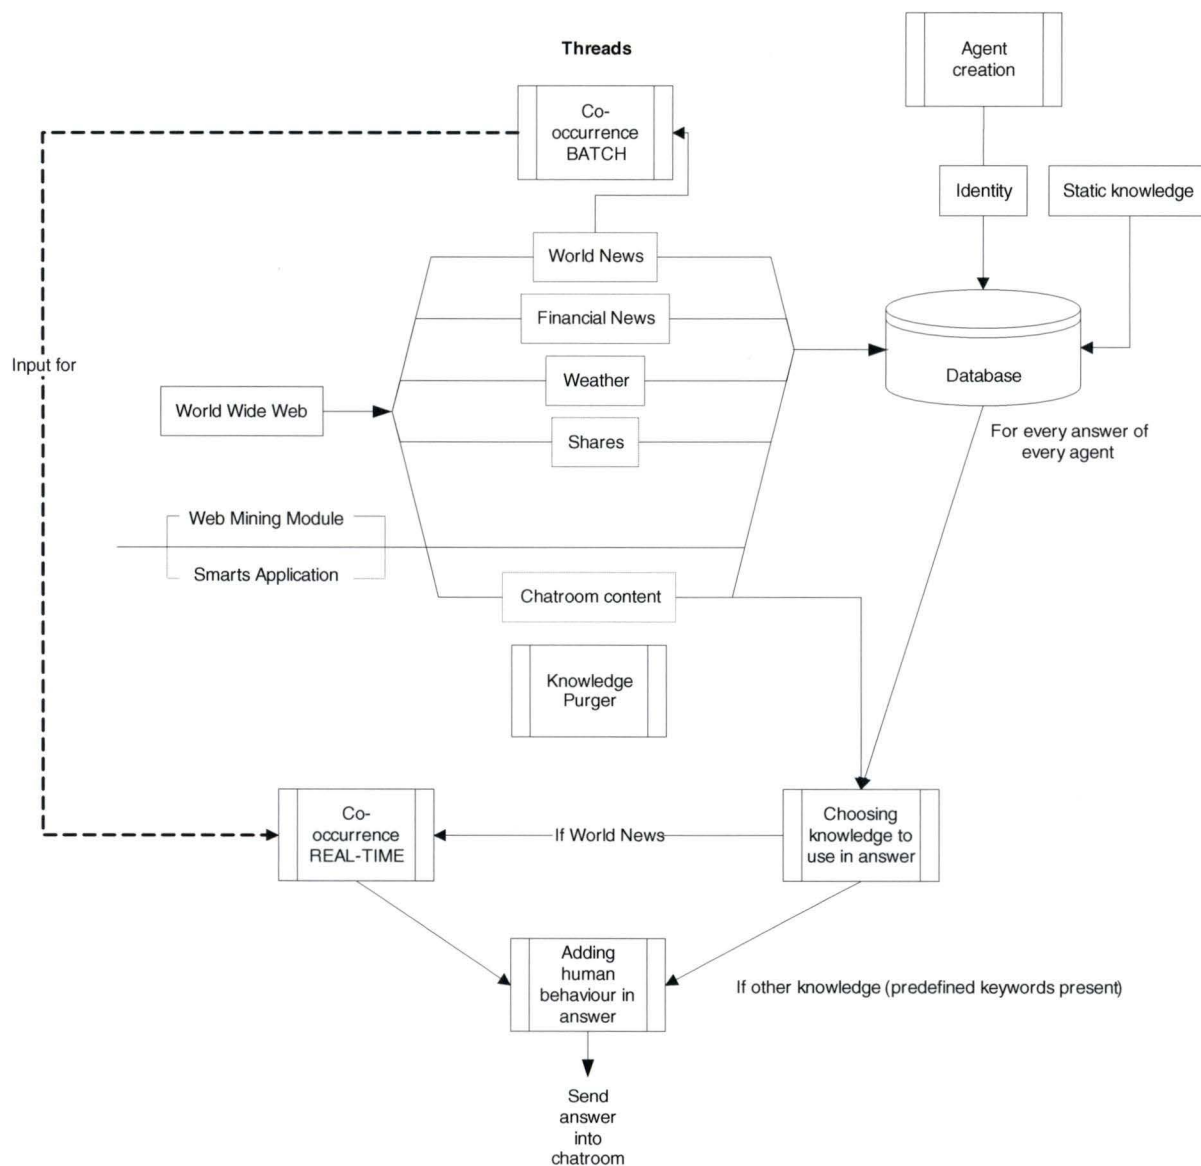 Threads
Agent
creation
Co-
occurrence
BATCH
Identity
Static knowledge
World News
Financial News
Input for
Weather
Database
World Wide Web
Shares
For every answer of
every agent
Web Mining Module
Smarts Application
Chatroom content
Knowledge
Purger
Co-
occurrence
REAL-TIME
If World News
Choosing
knowledge to
use in answer
Adding
human
behaviour in
answer
If other knowledge (predefined keywords present)
Send
answer
into
chatroom